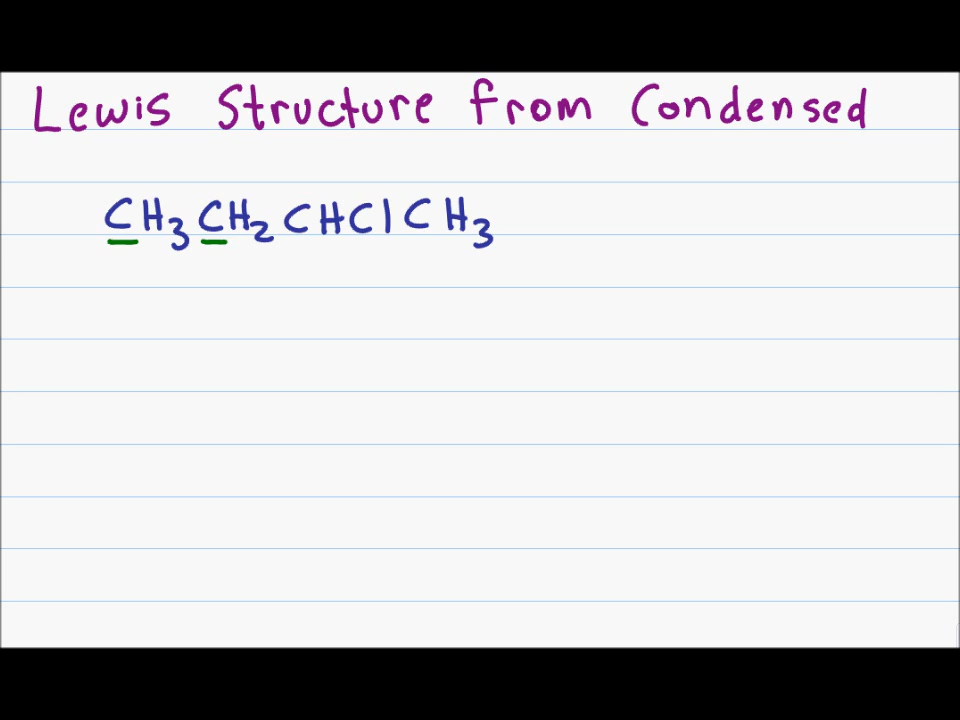 Lewis Structure from Condensed
CH₃CH₂CHClCH₃